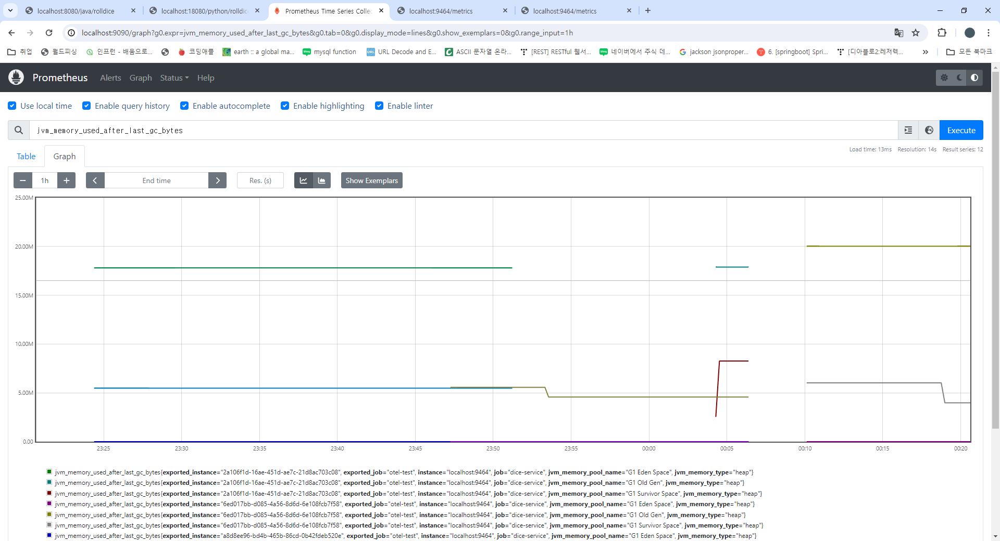 localhost:8080/java/rolldice
localhost:18080/python/rolldic
Prometheus Time Series Collec
localhost:9464/metrics
localhost:9464/metrics
localhost:9090/graph?g0.expr=jvm_memory_used_after_last_gc_bytes&g0.tab=0&g0.display_mode=lines&g0.show_exemplars=0&g0.range_input=1h
취업
월드피싱
인프런 - 배움으로...
코딩애플
earth :: a global ma...
mysql function
URL Decode and E...
ASCII 문자열 온라...
[REST] RESTful 웹서...
네이버에서 주식 데...
jackson jsonproper...
6. [springboot] Spri...
[디아블로2:레저렉...
모든 북마크
Prometheus
Alerts
Graph
Status
Help
Use local time
Enable query history
Enable autocomplete
Enable highlighting
Enable linter
jvm_memory_used_after_last_gc_bytes
Execute
Table
Graph
Load time: 13ms
Resolution: 14s
Result series: 12
1h
End time
Res. (s)
Show Exemplars
25.00M
20.00M
15.00M
10.00M
5.00M
0.00
23:25
23:30
23:35
23:40
23:45
23:50
23:55
00:00
00:05
00:10
00:15
00:20
jvm_memory_used_after_last_gc_bytes{exported_instance="2a106f1d-16ae-451d-ae7c-21d8ac703c08", exported_job="otel-test", instance="localhost:9464", job="dice-service", jvm_memory_pool_name="G1 Eden Space", jvm_memory_type="heap"}
jvm_memory_used_after_last_gc_bytes{exported_instance="2a106f1d-16ae-451d-ae7c-21d8ac703c08", exported_job="otel-test", instance="localhost:9464", job="dice-service", jvm_memory_pool_name="G1 Old Gen", jvm_memory_type="heap"}
jvm_memory_used_after_last_gc_bytes{exported_instance="2a106f1d-16ae-451d-ae7c-21d8ac703c08", exported_job="otel-test", instance="localhost:9464", job="dice-service", jvm_memory_pool_name="G1 Survivor Space", jvm_memory_type="heap"}
jvm_memory_used_after_last_gc_bytes{exported_instance="6ed017bb-d085-4a56-8d6d-6e108fcb7f58", exported_job="otel-test", instance="localhost:9464", job="dice-service", jvm_memory_pool_name="G1 Eden Space", jvm_memory_type="heap"}
jvm_memory_used_after_last_gc_bytes{exported_instance="6ed017bb-d085-4a56-8d6d-6e108fcb7f58", exported_job="otel-test", instance="localhost:9464", job="dice-service", jvm_memory_pool_name="G1 Old Gen", jvm_memory_type="heap"}
jvm_memory_used_after_last_gc_bytes{exported_instance="6ed017bb-d085-4a56-8d6d-6e108fcb7f58", exported_job="otel-test", instance="localhost:9464", job="dice-service", jvm_memory_pool_name="G1 Survivor Space", jvm_memory_type="heap"}
jvm_memory_used_after_last_gc_bytes{exported_instance="a8d8ee96-bd4b-465b-86cd-0b42fdeb520e", exported_job="otel-test", instance="localhost:9464", job="dice-service", jvm_memory_pool_name="G1 Eden Space", jvm_memory_type="heap"}